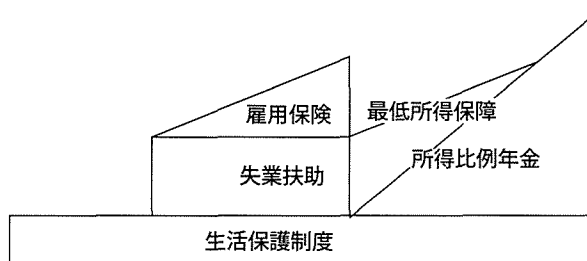 雇用保険
最低所得保障
所得比例年金
失業扶助
生活保護制度